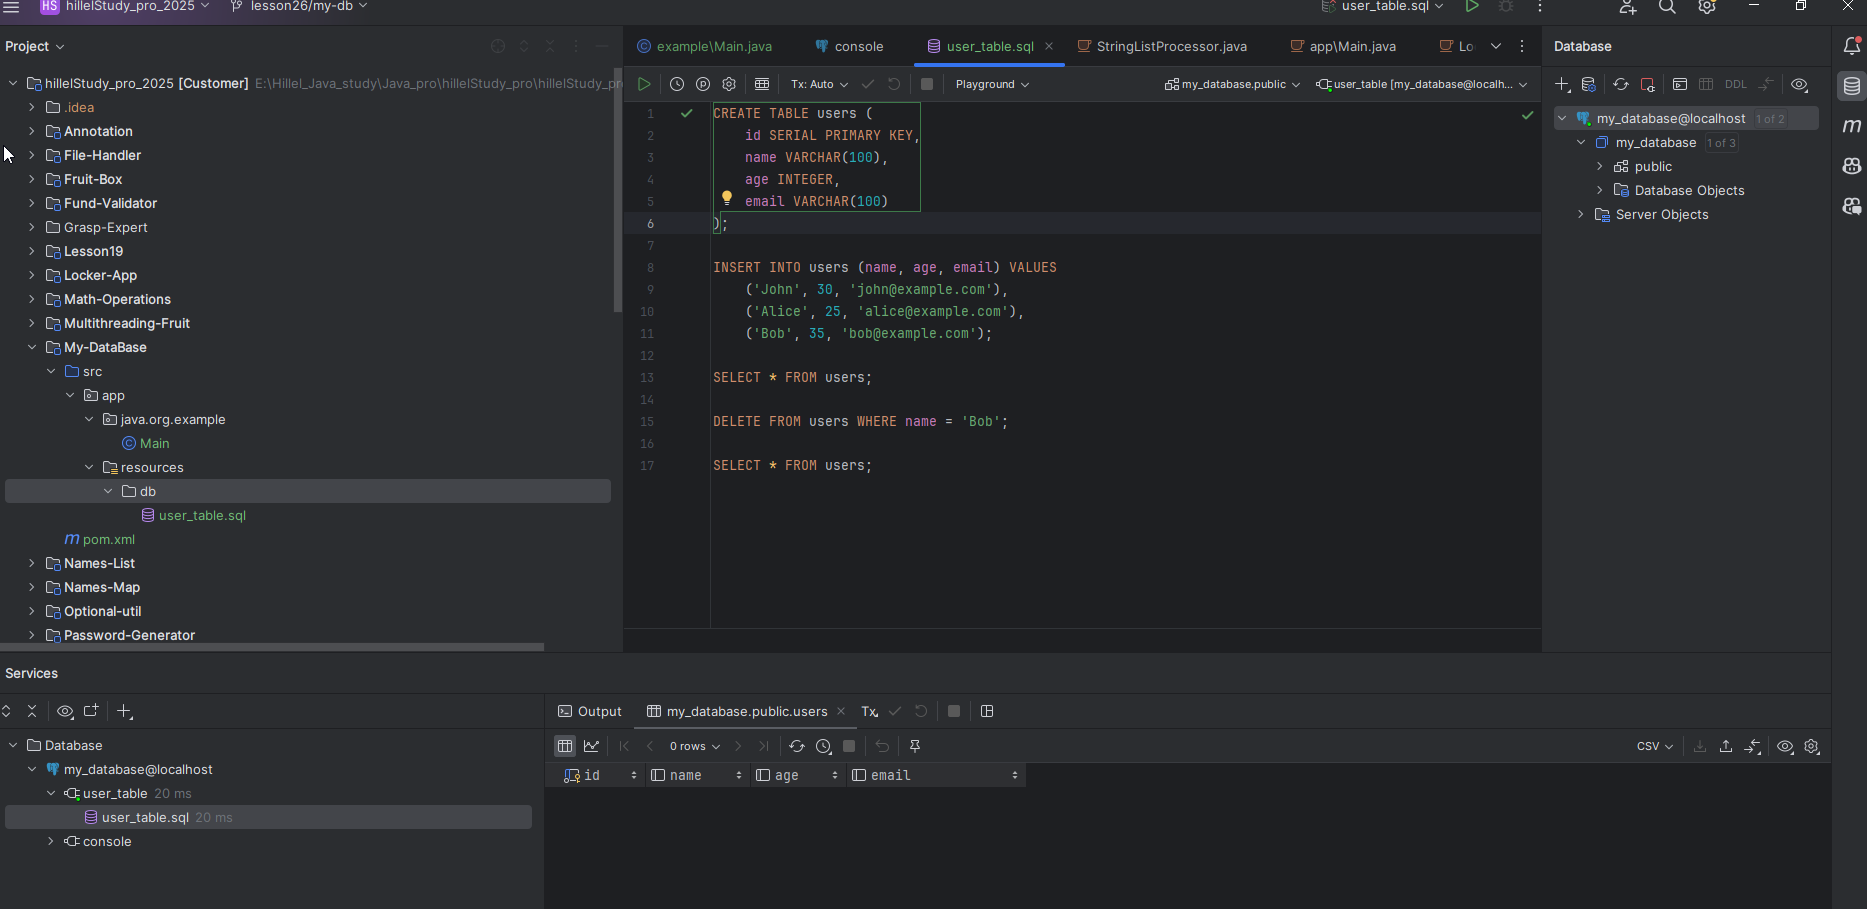 HS hillelStudy_pro_2025 lesson26/my-db user_table.sql
Project
hillelStudy_pro_2025 [Customer] E:\Hillel_Java_study\Java_pro\hillelStudy_pro\hillelStudy_pr
.idea
Annotation
File-Handler
Fruit-Box
Fund-Validator
Grasp-Expert
Lesson19
Locker-App
Math-Operations
Multithreading-Fruit
My-DataBase
src
app
java.org.example
Main
resources
db
user_table.sql
pom.xml
Names-List
Names-Map
Optional-util
Password-Generator
example\Main.java console user_table.sql StringListProcessor.java app\Main.java Lo
Tx: Auto Playground my_database.public user_table [my_database@localh...
1 CREATE TABLE users (
2 id SERIAL PRIMARY KEY,
3 name VARCHAR(100),
4 age INTEGER,
5 email VARCHAR(100)
6 );
7
8 INSERT INTO users (name, age, email) VALUES
9 ('John', 30, 'john@example.com'),
10 ('Alice', 25, 'alice@example.com'),
11 ('Bob', 35, 'bob@example.com');
12
13 SELECT * FROM users;
14
15 DELETE FROM users WHERE name = 'Bob';
16
17 SELECT * FROM users;
Database
DDL
my_database@localhost 1 of 2
my_database 1 of 3
public
Database Objects
Server Objects
Services
Database
my_database@localhost
user_table 20 ms
user_table.sql 20 ms
console
Output my_database.public.users Tx
0 rows CSV
id name age email